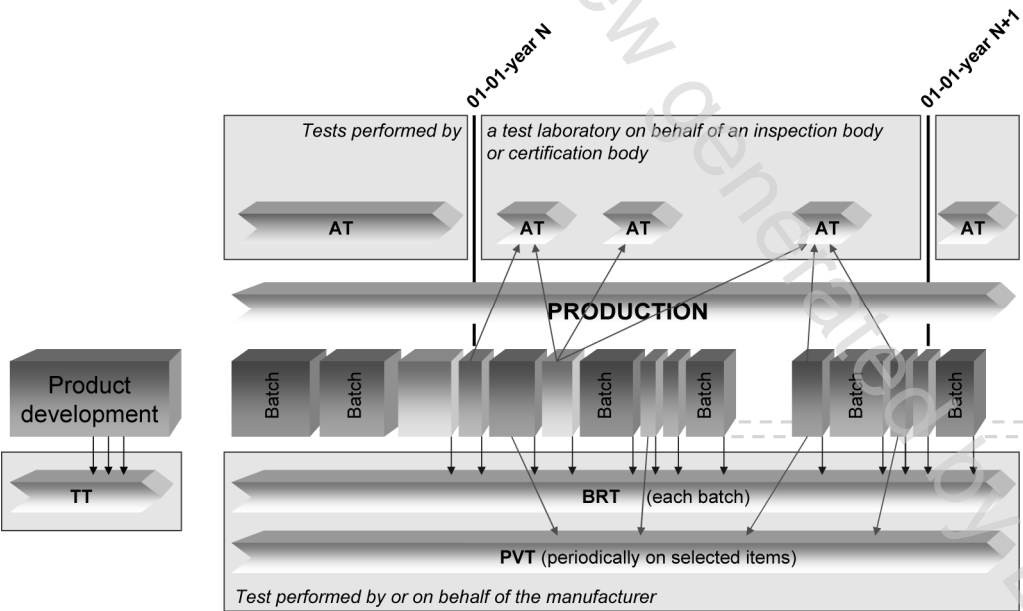 01-01-year N
01-01-year N+1
Tests performed by
a test laboratory on behalf of an inspection body
or certification body
AT
AT
AT
AT
AT
PRODUCTION
Product
development
Batch
Batch
Batch
Batch
Batch
Batch
TT
BRT (each batch)
PVT (periodically on selected items)
Test performed by or on behalf of the manufacturer
generated by